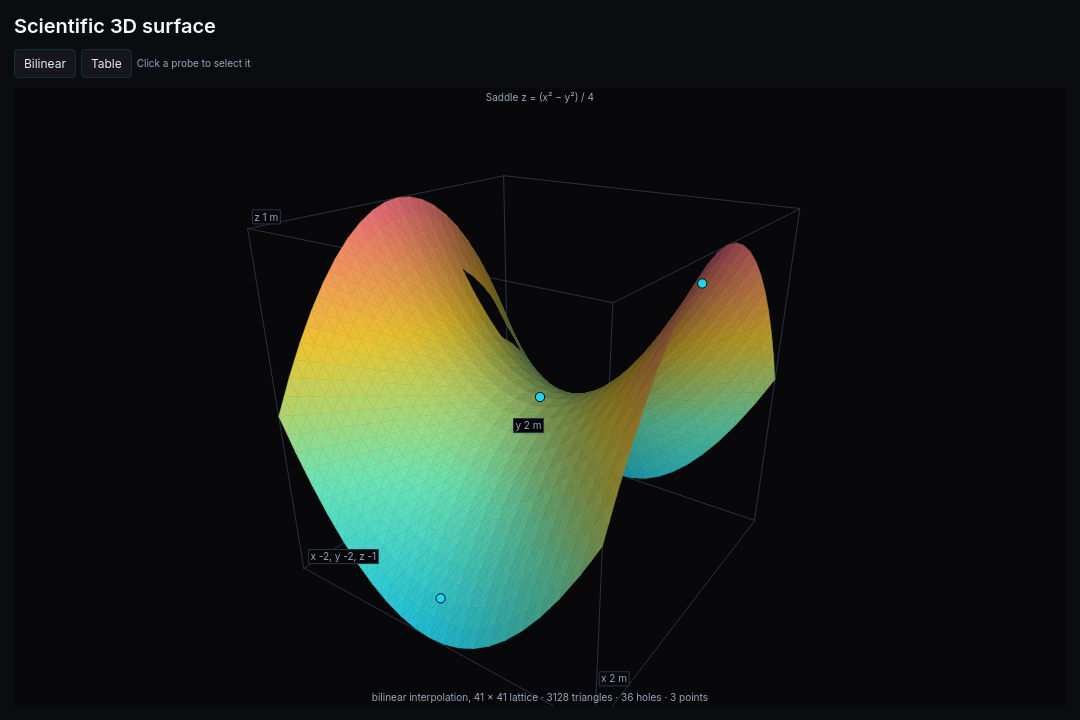 Scientific 3D surface
Bilinear
Table
Click a probe to select it
Saddle z = (x² − y²) / 4
z 1 m
y 2 m
x -2, y -2, z -1
x 2 m
bilinear interpolation, 41 × 41 lattice · 3128 triangles · 36 holes · 3 points